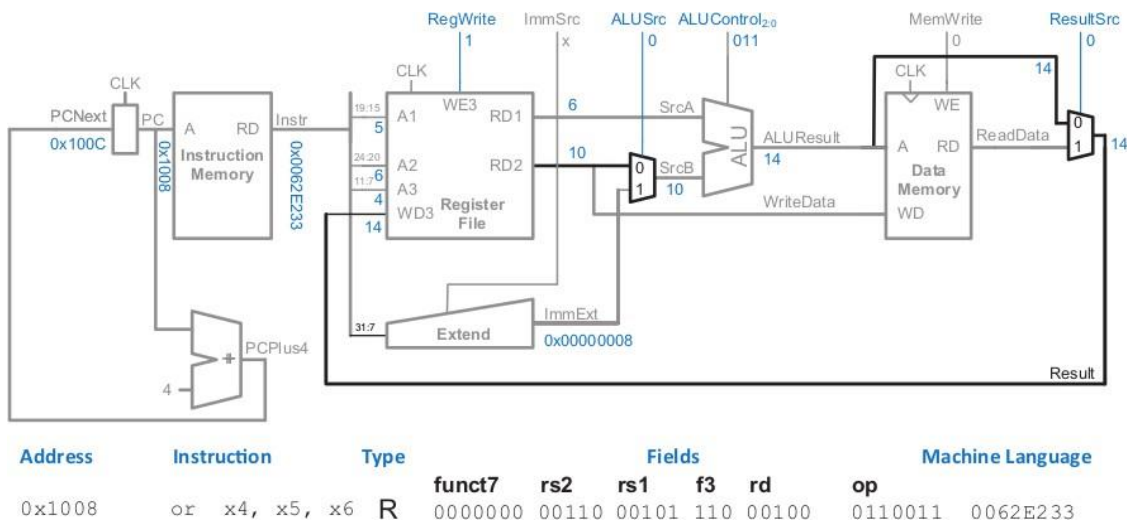 RegWrite ImmSrc ALUSrc ALUControl2:0 MemWrite ResultSrc
1 x 0 011 0 0
CLK CLK CLK 14
PCNext PC Instr 19:15 A1 WE3 RD1 6 SrcA WE 0
0x100C A RD 5 ALUResult A RD ReadData 1 14
Instruction 24:20 A2 RD2 10 0 SrcB ALU 14 Data
Memory 6 1 10 Memory
0x1008 0x0062E233 11:7 A3 Register WriteData
4 WD3 File WD
14
31:7 Extend ImmExt
0x00000008
+ PCPlus4
4 Result
Address Instruction Type Fields Machine Language
funct7 rs2 rs1 f3 rd op
0x1008 or x4, x5, x6 R 0000000 00110 00101 110 00100 0110011 0062E233